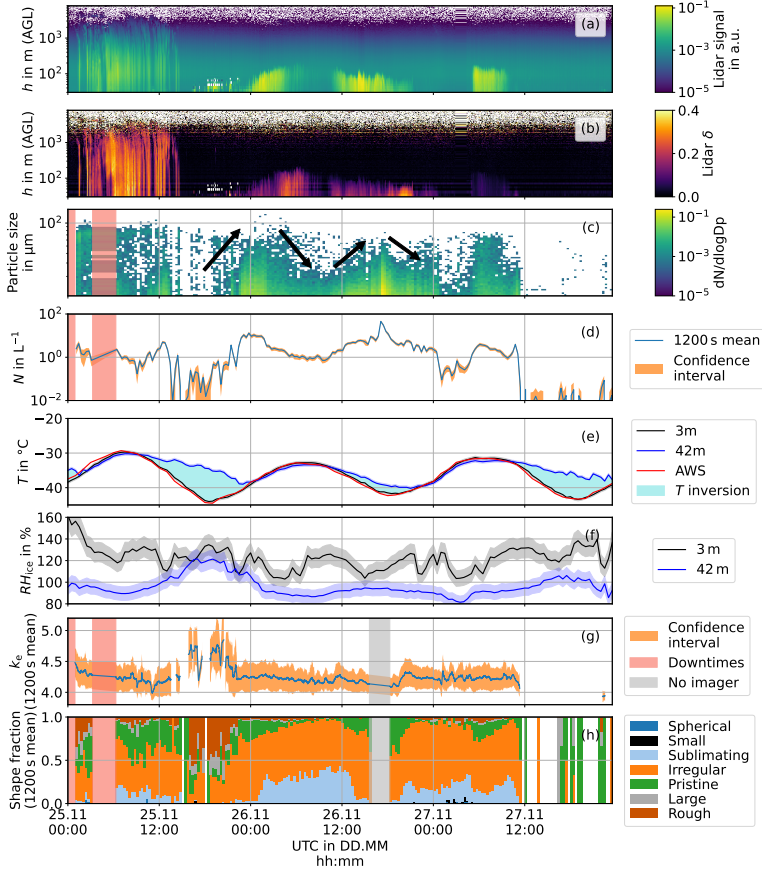 (a)
h in m (AGL)
10³
10²
10⁻¹
10⁻⁵
Lidar signal
in a.u.
(b)
h in m (AGL)
10³
10²
0.4
0.2
0.0
Lidar δ
(c)
Particle size
in μm
10²
10⁻¹
10⁻³
10⁻⁵
dN/dlogDp
(d)
N in L⁻¹
10²
10⁰
10⁻²
1200 s mean
Confidence
interval
(e)
T in °C
−20
−30
−40
3m
42m
AWS
T inversion
(f)
RHIce in %
160
140
120
100
80
3 m
42 m
(g)
ke
(1200 s mean)
5.0
4.5
4.0
Confidence
interval
Downtimes
No imager
(h)
Shape fraction
(1200 s mean)
1.0
0.5
0.0
Spherical
Small
Sublimating
Irregular
Pristine
Large
Rough
25.11 25.11 26.11 26.11 27.11 27.11
00:00 12:00 00:00 12:00 00:00 12:00
UTC in DD.MM
hh:mm